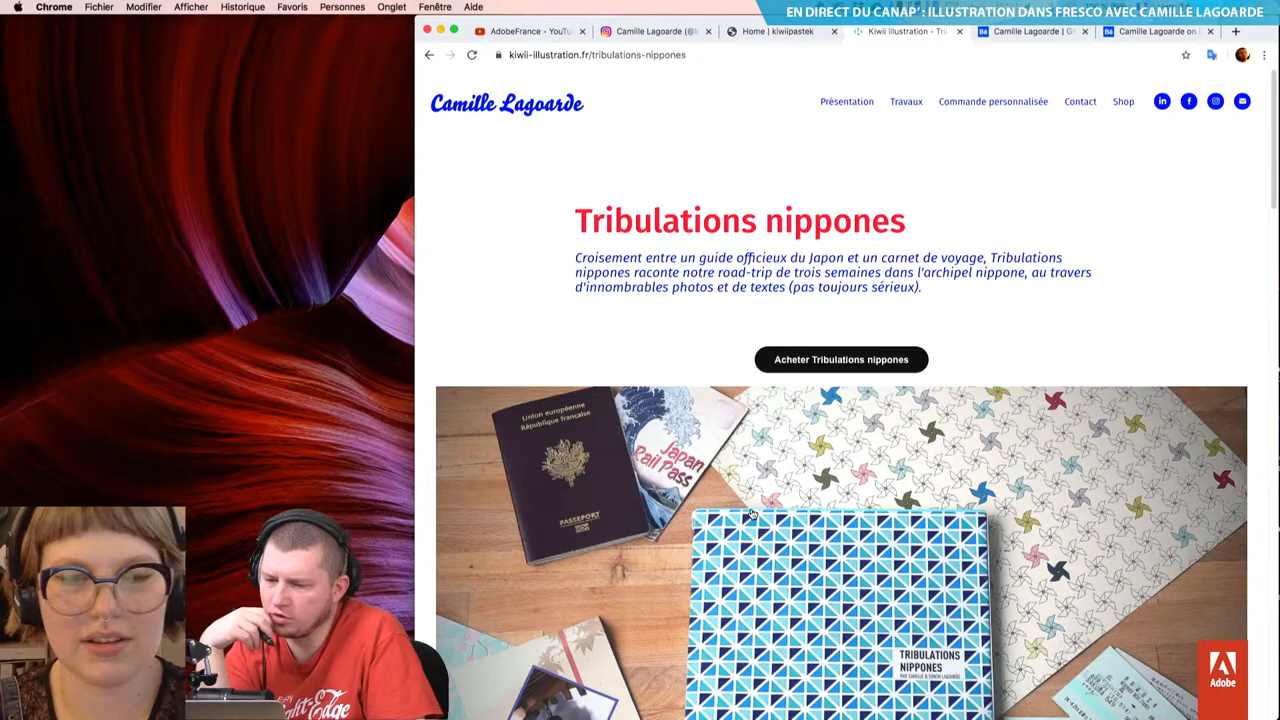 Chrome Fichier Modifier Afficher Historique Favoris Personnes Onglet Fenêtre Aide
EN DIRECT DU CANAP' : ILLUSTRATION DANS FRESCO AVEC CAMILLE LAGOARDE
AdobeFrance - YouTu
Camille Lagoarde (@k
Home | kiwiipastek
Kiwii illustration - Tri
Camille Lagoarde | Gr
Camille Lagoarde on
kiwii-illustration.fr/tribulations-nippones
Camille Lagoarde
Présentation Travaux Commande personnalisée Contact Shop
Tribulations nippones
Croisement entre un guide officieux du Japon et un carnet de voyage, Tribulations
nippones raconte notre road-trip de trois semaines dans l'archipel nippone, au travers
d'innombrables photos et de textes (pas toujours sérieux).
Acheter Tribulations nippones
Union européenne
République française
PASSEPORT
Japan
Rail Pass
TRIBULATIONS
NIPPONES
PAR CAMILLE & SIMON LAGOARDE
Adobe